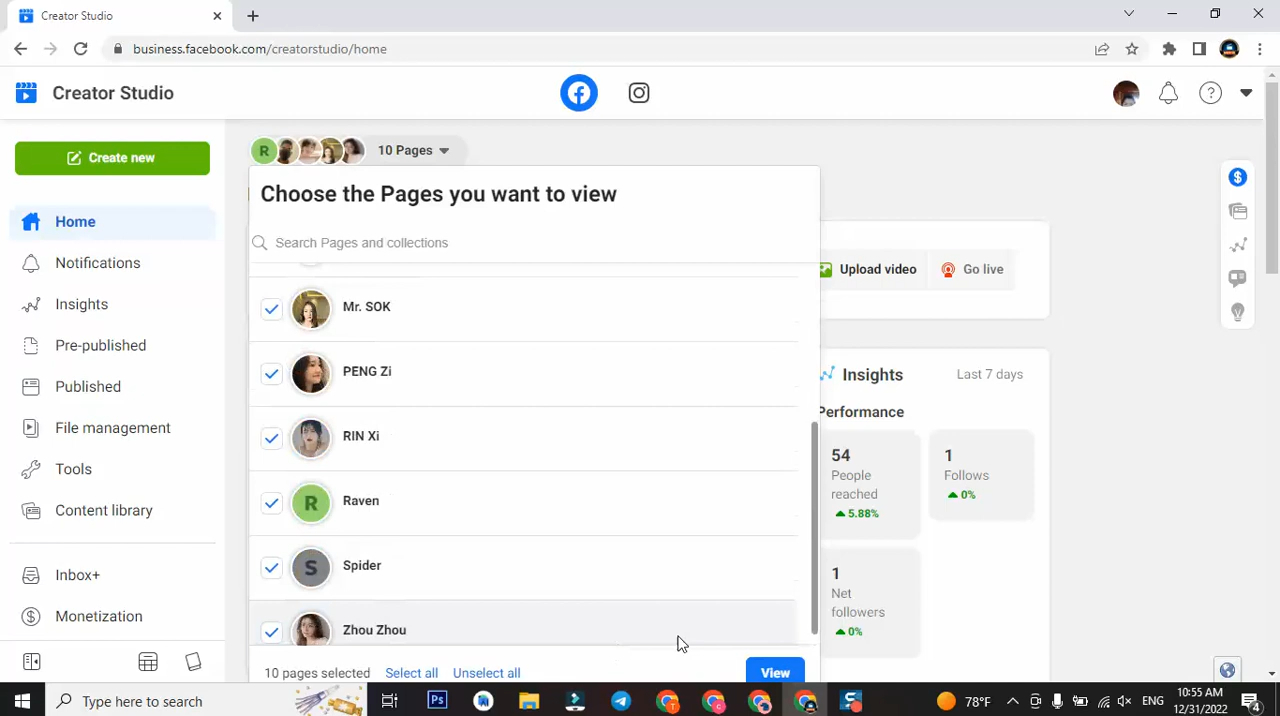 Creator Studio
business.facebook.com/creatorstudio/home
Creator Studio
Create new
Home
Notifications
Insights
Pre-published
Published
File management
Tools
Content library
Inbox+
Monetization
R
10 Pages
Choose the Pages you want to view
Search Pages and collections
Mr. SOK
PENG Zi
RIN Xi
R
Raven
S
Spider
Zhou Zhou
10 pages selected
Select all
Unselect all
View
Upload video
Go live
Insights
Last 7 days
Performance
54
People
reached
5.88%
1
Follows
0%
1
Net
followers
0%
Type here to search
Ps
78°F
ENG
10:55 AM
12/31/2022
4